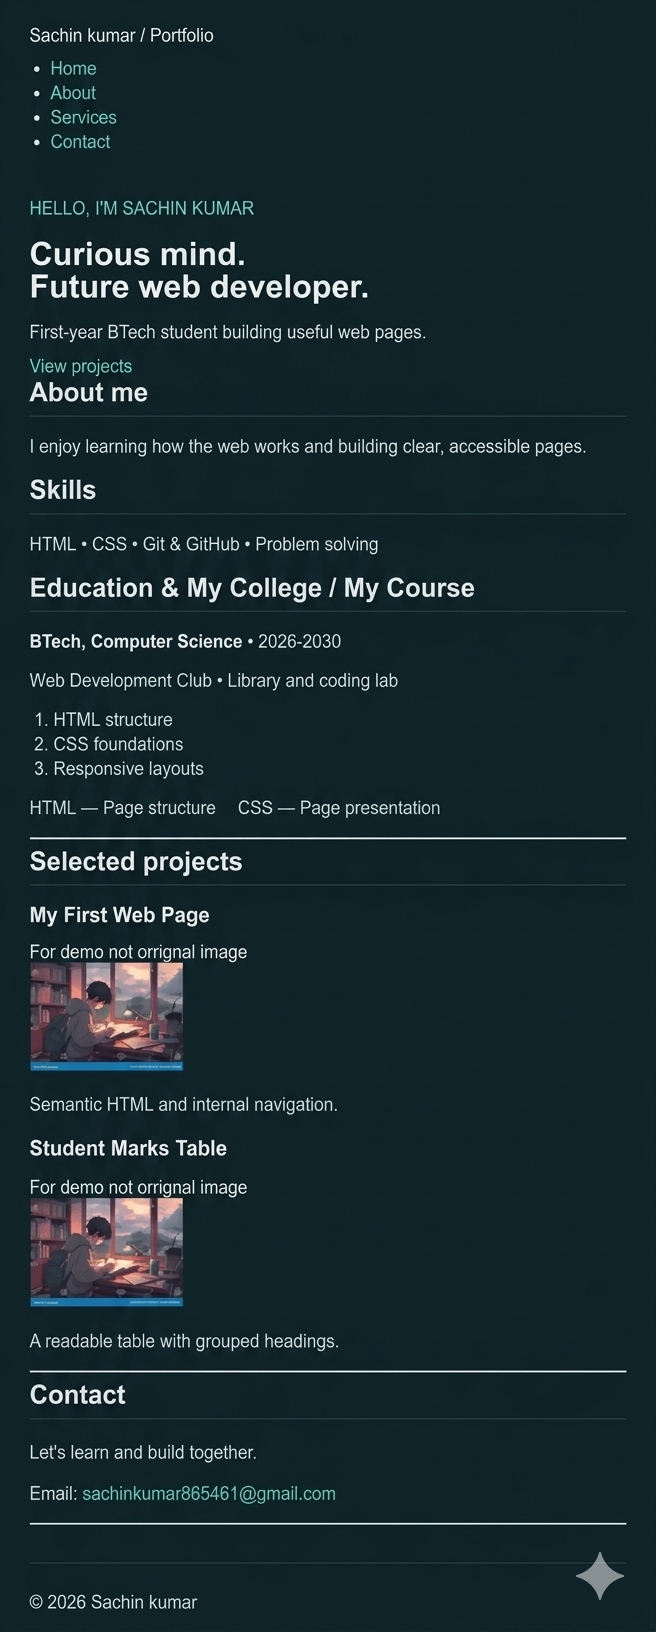 Sachin kumar / Portfolio
• Home
• About
• Services
• Contact
HELLO, I'M SACHIN KUMAR
Curious mind.
Future web developer.
First-year BTech student building useful web pages.
View projects
About me
I enjoy learning how the web works and building clear, accessible pages.
Skills
HTML • CSS • Git & GitHub • Problem solving
Education & My College / My Course
BTech, Computer Science • 2026-2030
Web Development Club • Library and coding lab
1. HTML structure
2. CSS foundations
3. Responsive layouts
HTML — Page structure CSS — Page presentation
Selected projects
My First Web Page
For demo not orrignal image
Semantic HTML and internal navigation.
Student Marks Table
For demo not orrignal image
A readable table with grouped headings.
Contact
Let's learn and build together.
Email: sachinkumar865461@gmail.com
© 2026 Sachin kumar